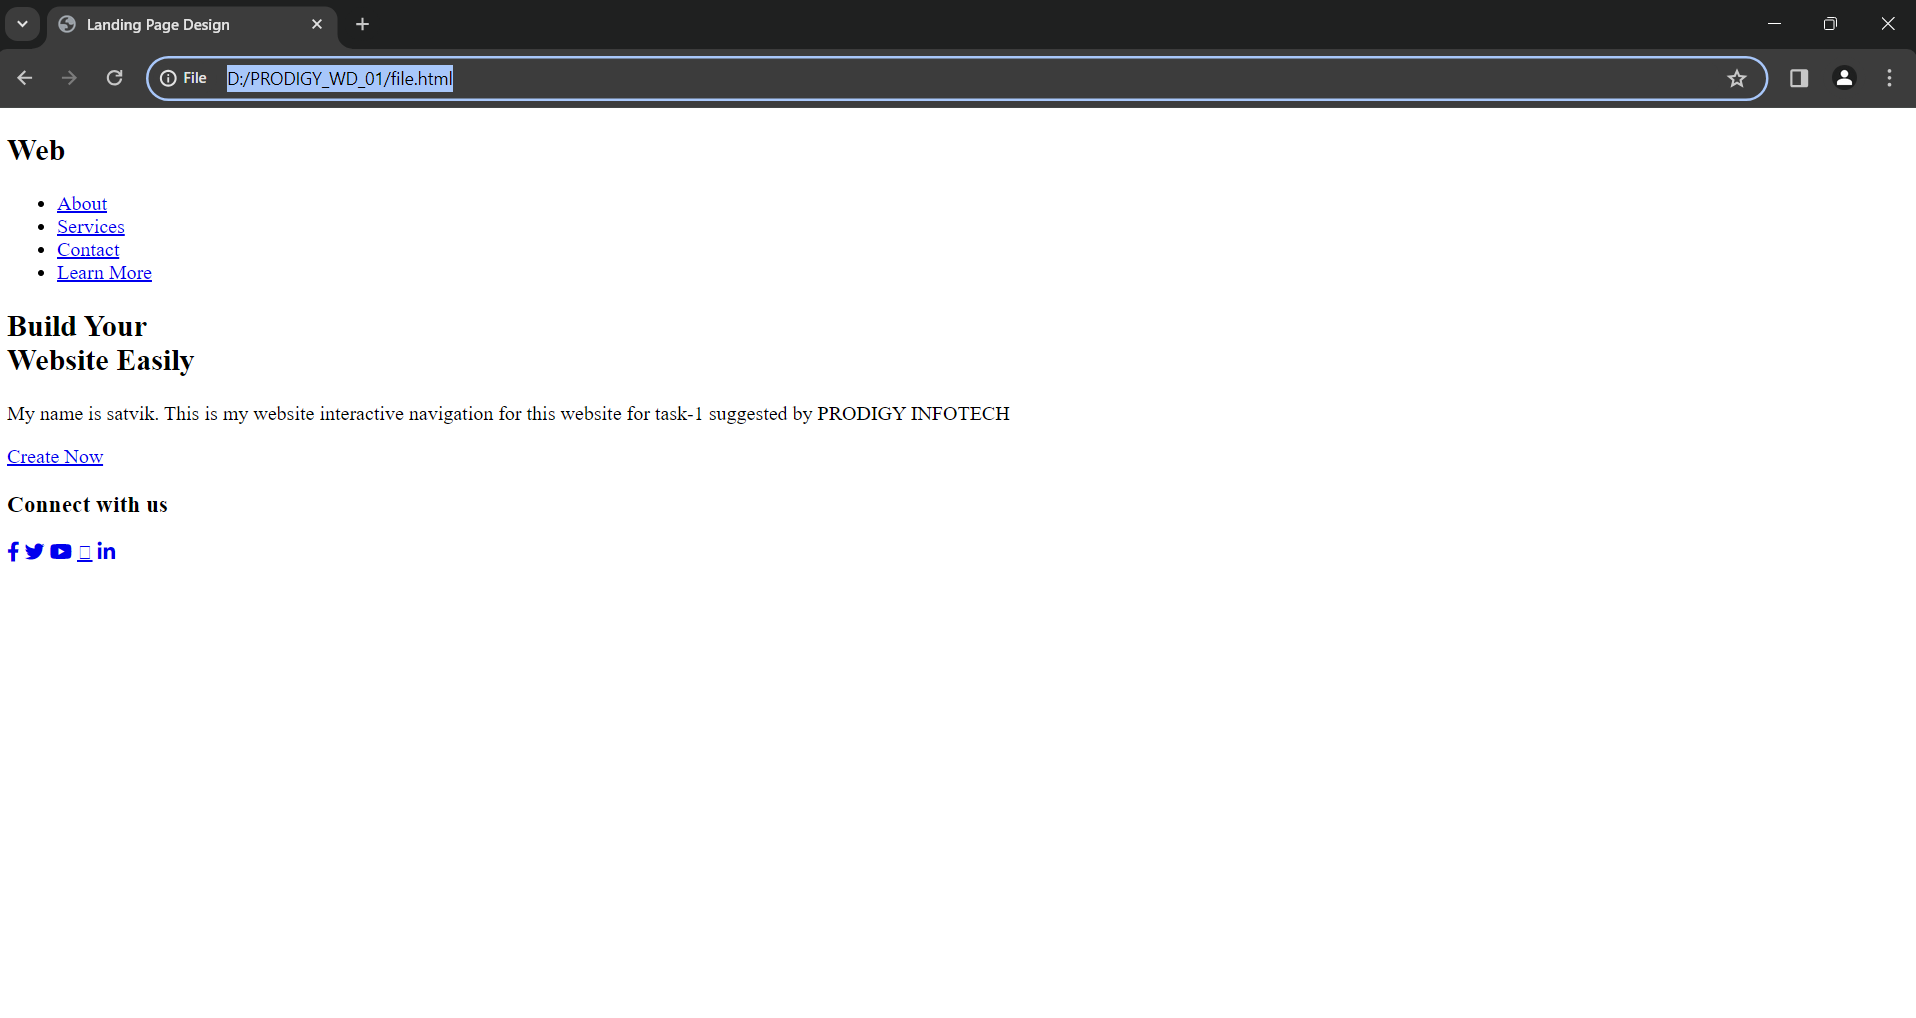 Landing Page Design
File D:/PRODIGY_WD_01/file.html
Web
About
Services
Contact
Learn More
Build Your
Website Easily
My name is satvik. This is my website interactive navigation for this website for task-1 suggested by PRODIGY INFOTECH
Create Now
Connect with us